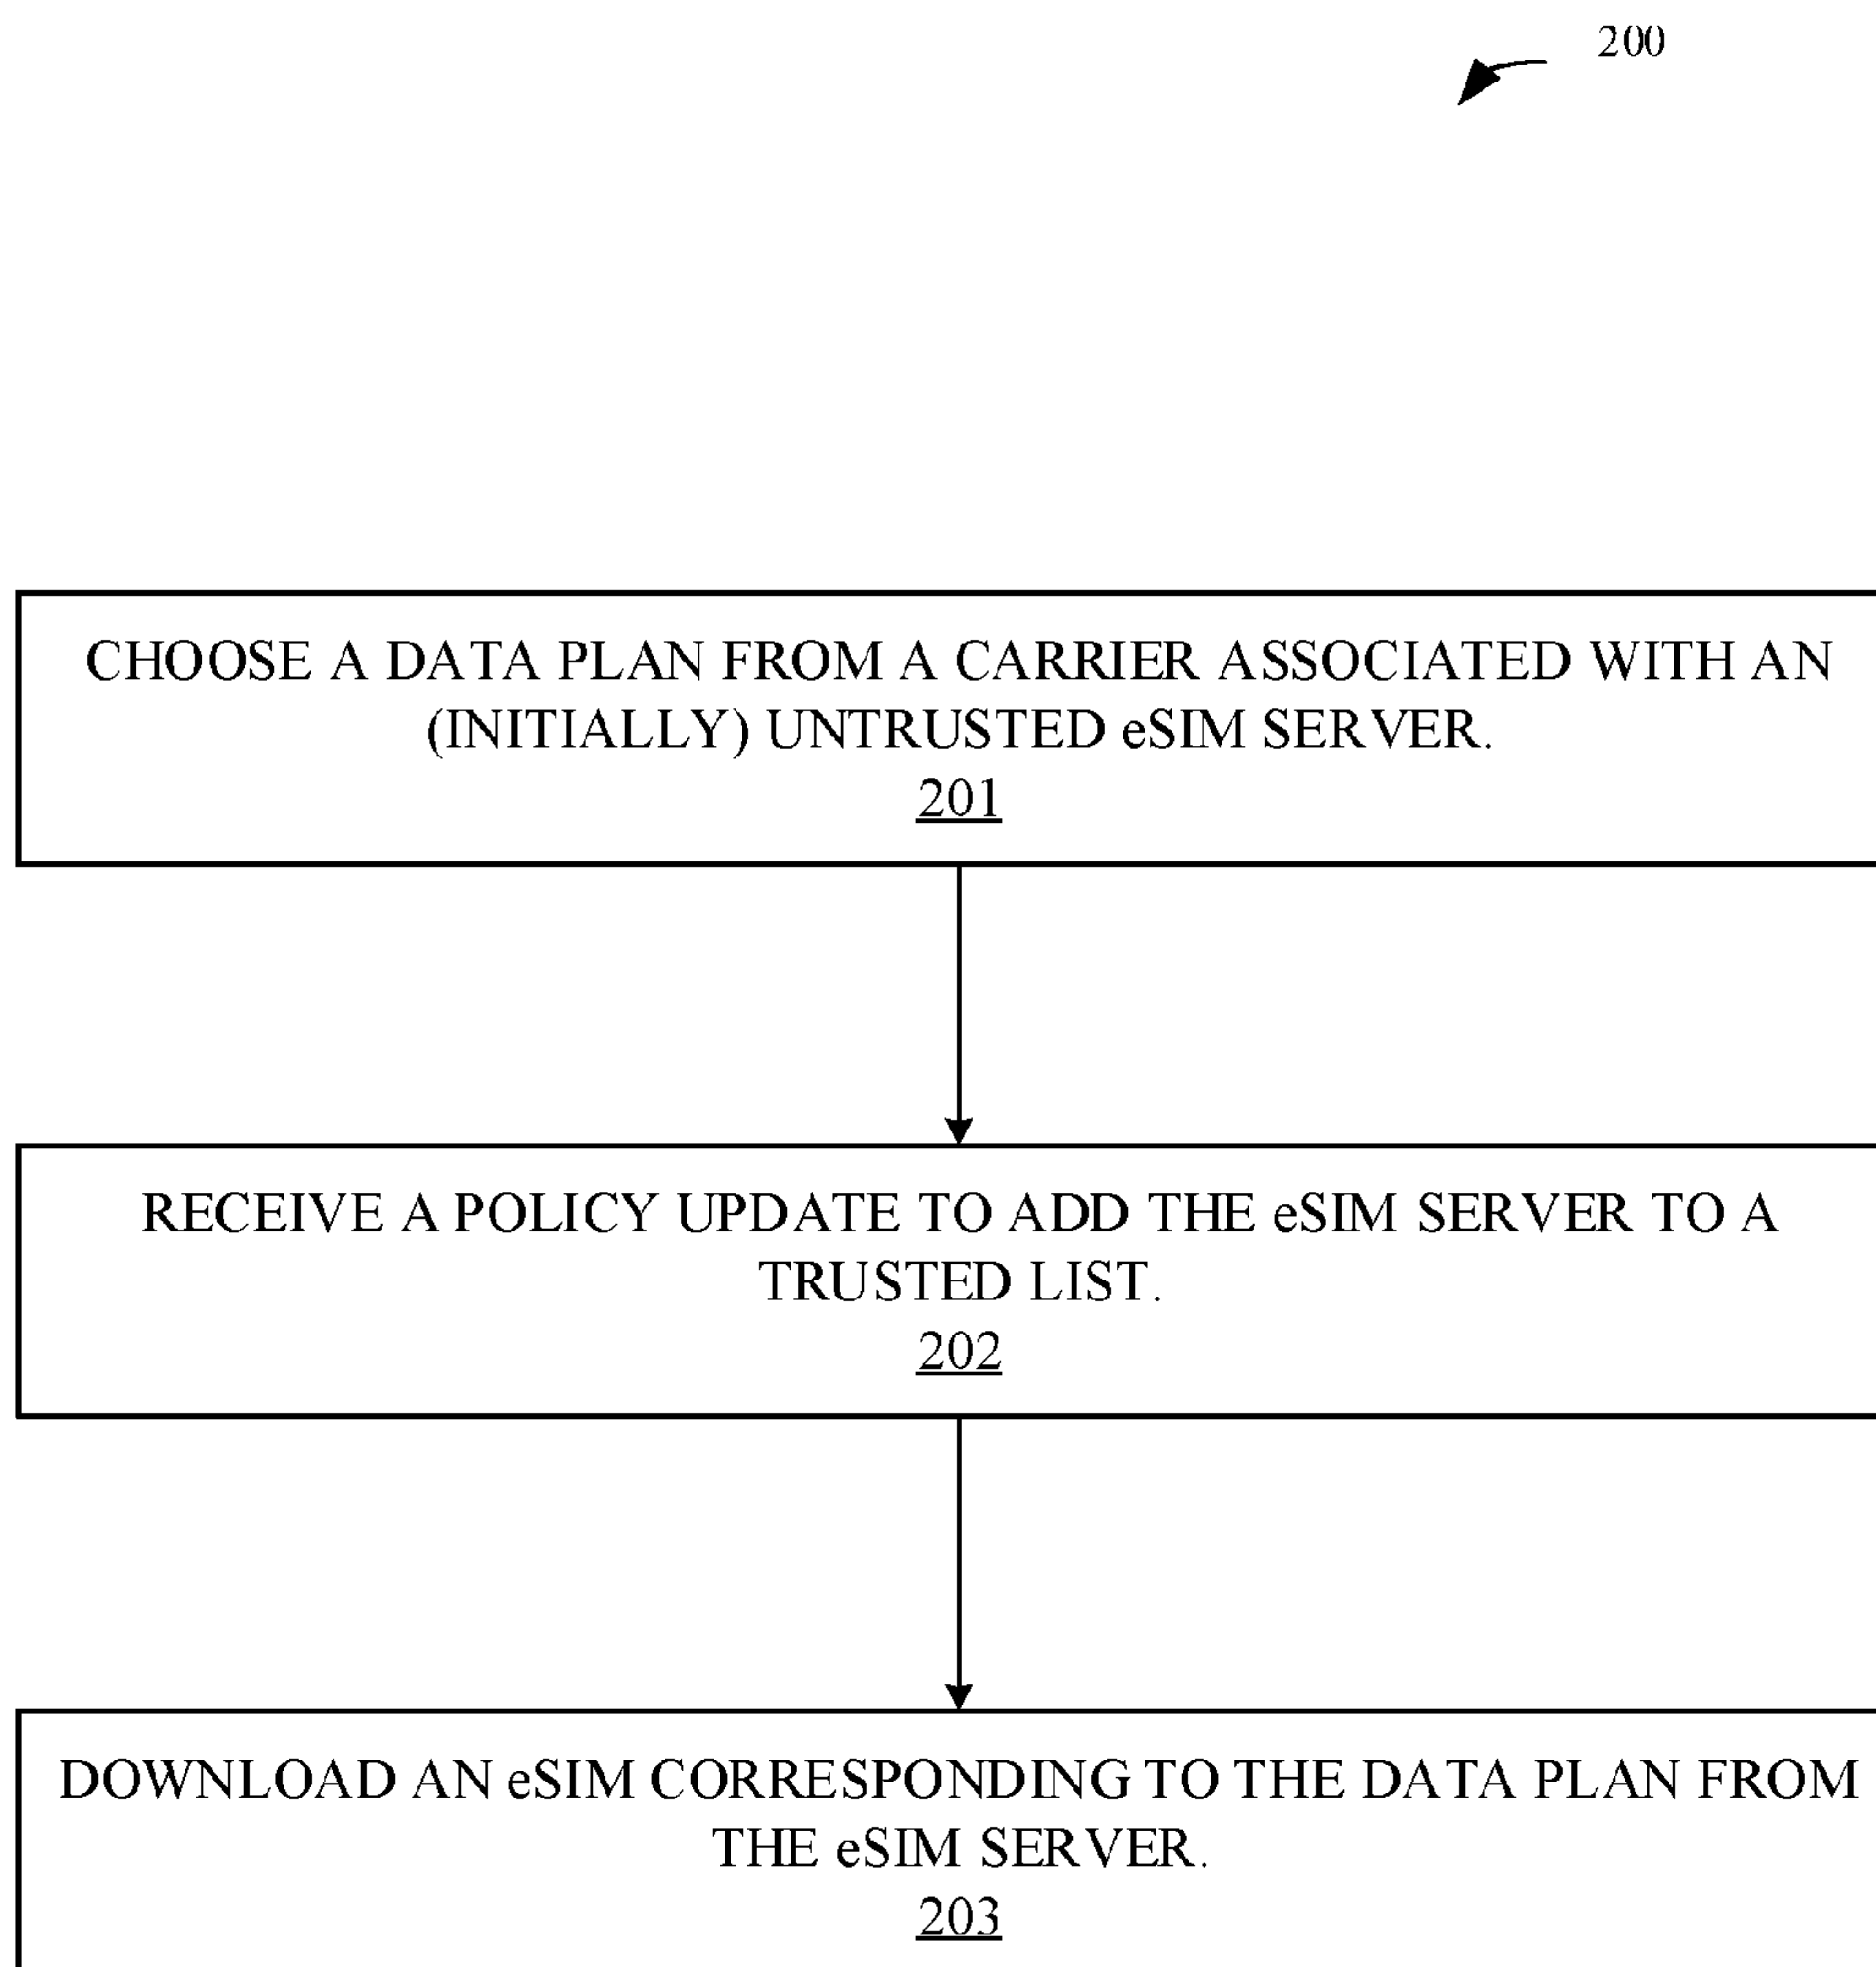 200
CHOOSE A DATA PLAN FROM A CARRIER ASSOCIATED WITH AN
(INITIALLY) UNTRUSTED eSIM SERVER.
201
RECEIVE A POLICY UPDATE TO ADD THE eSIM SERVER TO A
TRUSTED LIST.
202
DOWNLOAD AN eSIM CORRESPONDING TO THE DATA PLAN FROM
THE eSIM SERVER.
203